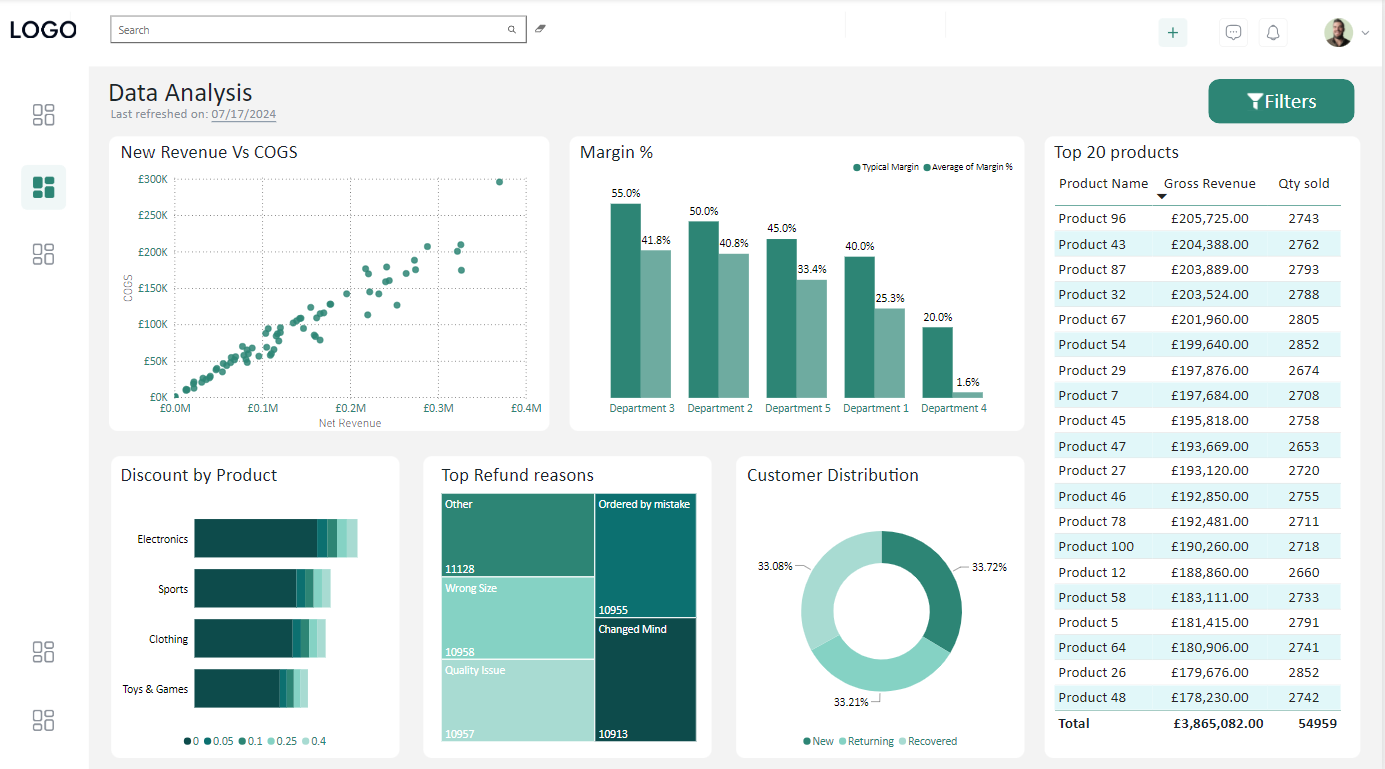 LOGO
Search
Data Analysis
Last refreshed on: 07/17/2024
Filters
New Revenue Vs COGS
£300K
£250K
£200K
£150K
£100K
£50K
£0K
COGS
£0.0M £0.1M £0.2M £0.3M £0.4M
Net Revenue
Margin %
Typical Margin Average of Margin %
55.0%
41.8%
50.0%
40.8%
45.0%
33.4%
40.0%
25.3%
20.0%
1.6%
Department 3 Department 2 Department 5 Department 1 Department 4
Top 20 products
Product Name Gross Revenue Qty sold
Product 96 £205,725.00 2743
Product 43 £204,388.00 2762
Product 87 £203,889.00 2793
Product 32 £203,524.00 2788
Product 67 £201,960.00 2805
Product 54 £199,640.00 2852
Product 29 £197,876.00 2674
Product 7 £197,684.00 2708
Product 45 £195,818.00 2758
Product 47 £193,669.00 2653
Product 27 £193,120.00 2720
Product 46 £192,850.00 2755
Product 78 £192,481.00 2711
Product 100 £190,260.00 2718
Product 12 £188,860.00 2660
Product 58 £183,111.00 2733
Product 5 £181,415.00 2791
Product 64 £180,906.00 2741
Product 26 £179,676.00 2852
Product 48 £178,230.00 2742
Total £3,865,082.00 54959
Discount by Product
Electronics
Sports
Clothing
Toys & Games
0 0.05 0.1 0.25 0.4
Top Refund reasons
Other
11128
Wrong Size
10958
Quality Issue
10957
Ordered by mistake
10955
Changed Mind
10913
Customer Distribution
33.08%
33.72%
33.21%
New Returning Recovered